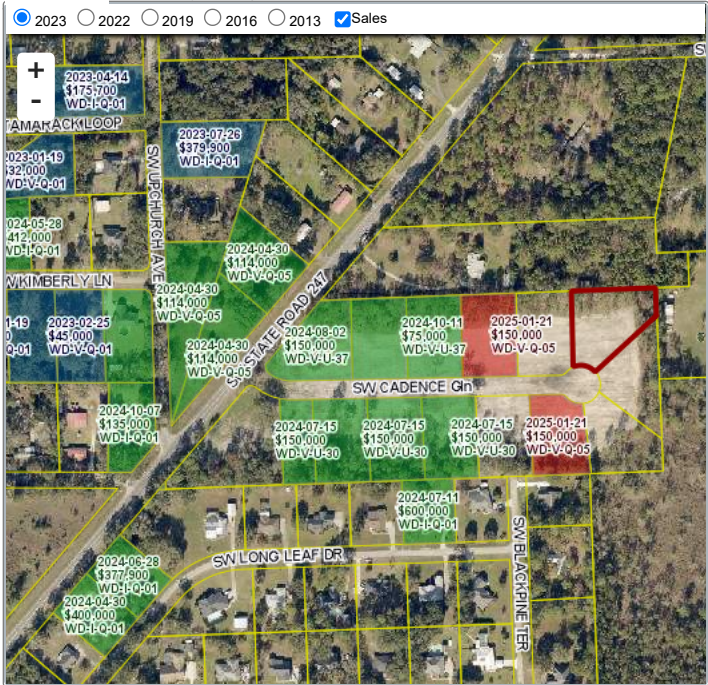 2023 2022 2019 2016 2013 Sales
+
-
S
2023-04-14
$175,700
WD-I-Q-01
TAMARACK LOOP
2023-07-26
$379,900
WD-I-Q-01
2023-01-19
$32,000
WD-V-Q-01
SW UPCHURCH AVE
2024-05-28
412,000
WD-I-Q-01
2024-04-30
$114,000
WD-V-Q-05
W KIMBERLY LN
2024-04-30
$114,000
WD-V-Q-05
SW STATE ROAD 247
1-19
0
Q-01
2023-02-25
$45,000
WD-V-Q-01
2024-04-30
$114,000
WD-V-Q-05
2024-08-02
$150,000
WD-V-U-37
2024-10-11
$75,000
WD-V-U-37
2025-01-21
$150,000
WD-V-Q-05
SW CADENCE Gln
2024-10-07
$135,000
WD-I-Q-01
2024-07-15
$150,000
WD-V-U-30
2024-07-15
$150,000
WD-V-U-30
2024-07-15
$150,000
WD-V-U-30
2025-01-21
$150,000
WD-V-Q-05
2024-07-11
$600,000
WD-I-Q-01
SW BLACKPINE TER
SW LONG LEAF DR
2024-06-28
$377,900
WD-I-Q-01
2024-04-30
$400,000
WD-I-Q-01